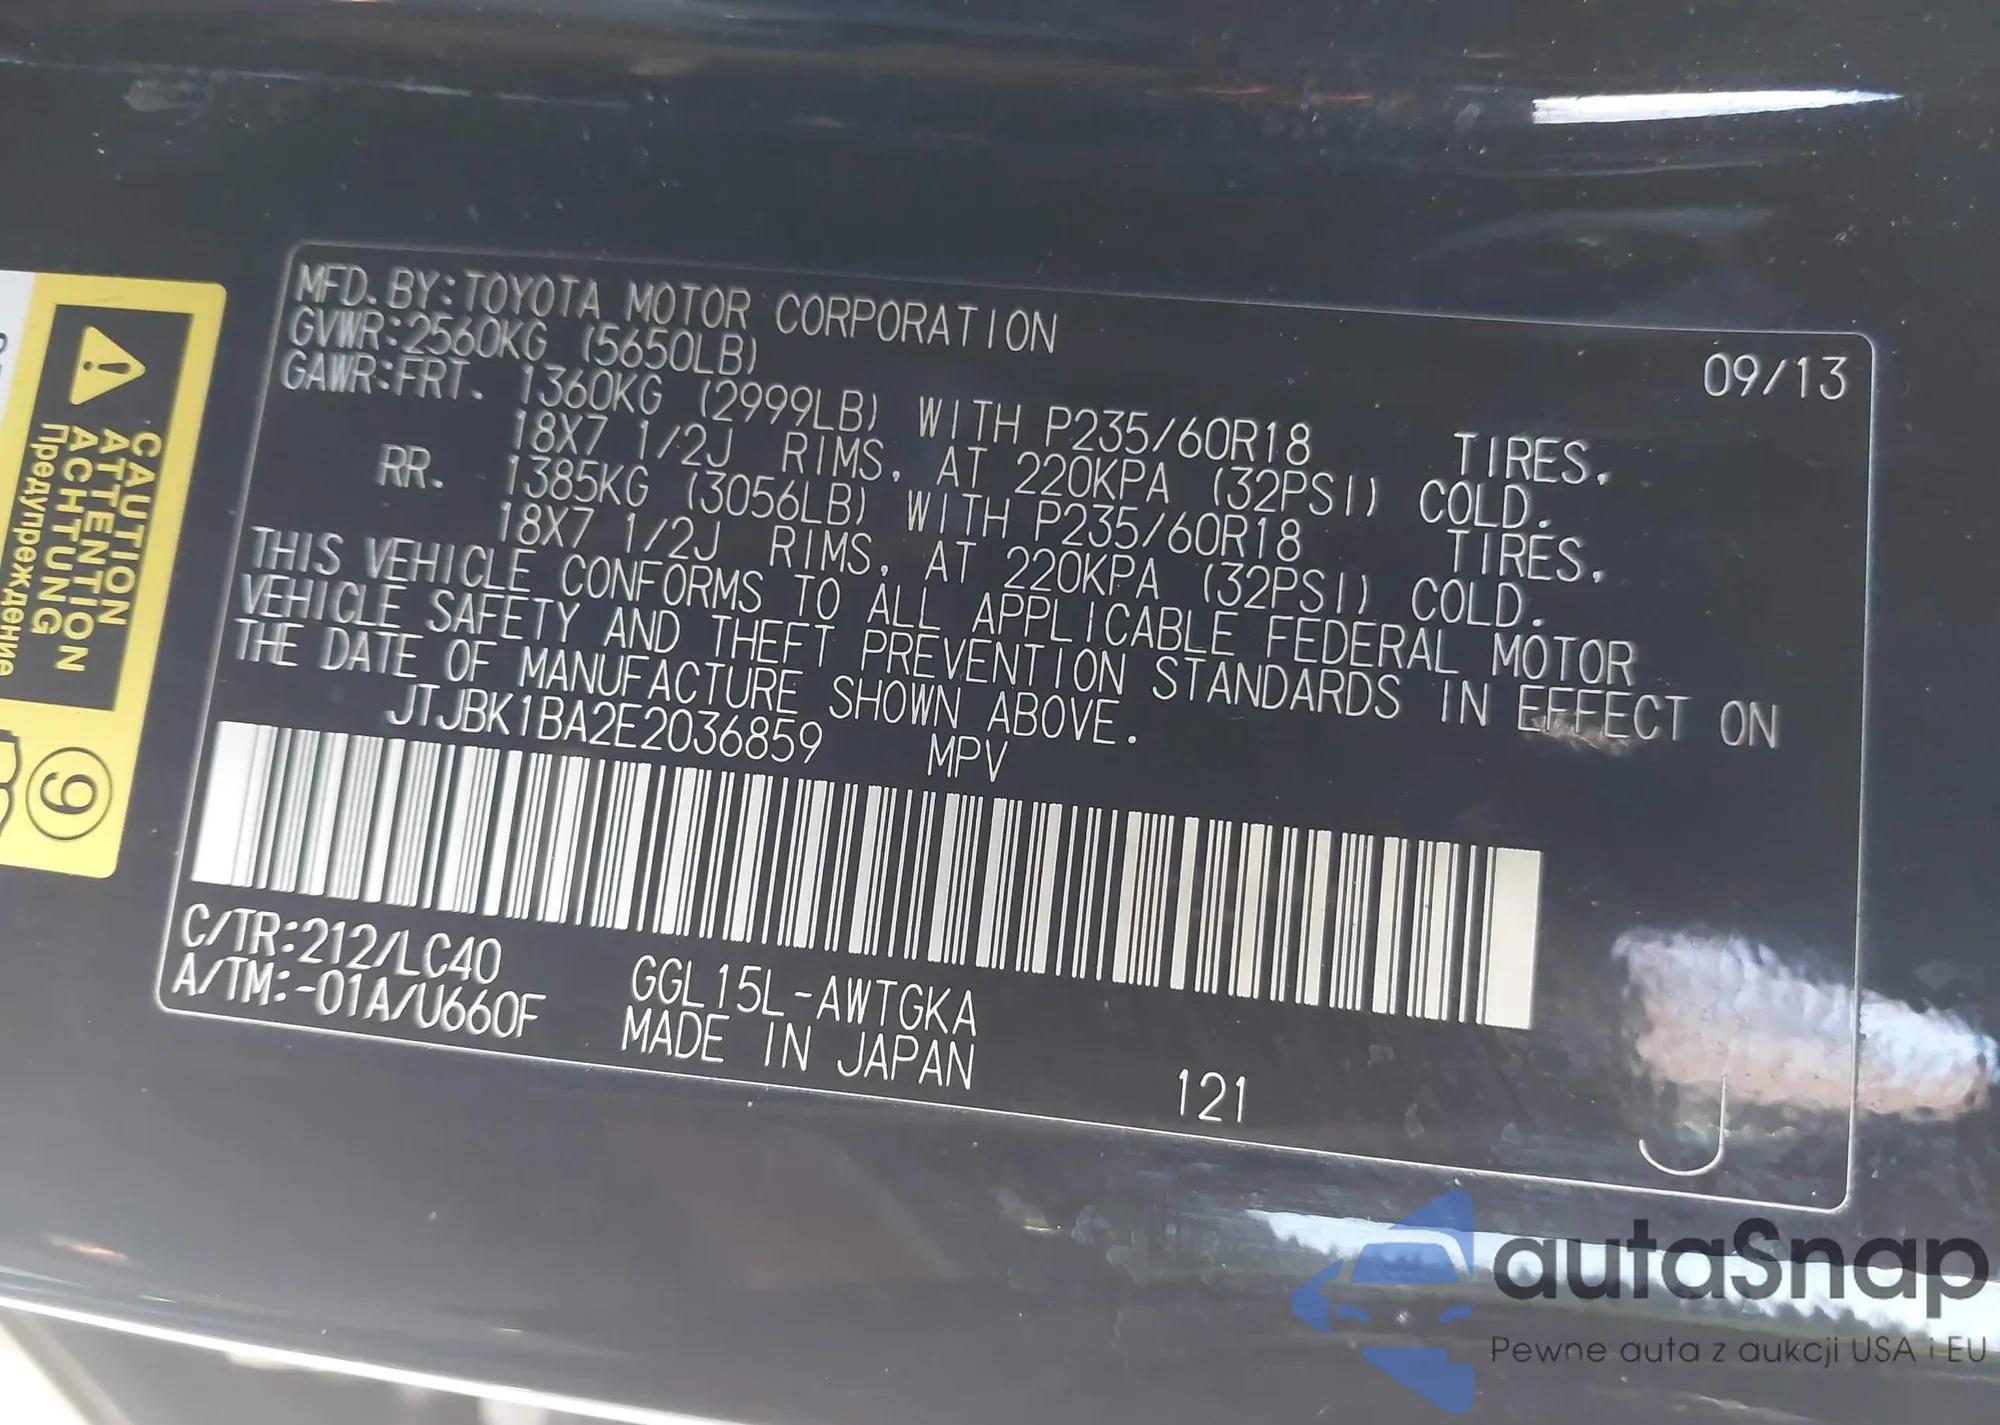 MFD. BY:TOYOTA MOTOR CORPORATION 09/13
GVWR:2560KG (5650LB)
GAWR:FRT. 1360KG (2999LB) WITH P235/60R18 TIRES.
18X7 1/2J RIMS, AT 220KPA (32PSI) COLD.
RR. 1385KG (3056LB) WITH P235/60R18 TIRES.
18X7 1/2J RIMS, AT 220KPA (32PSI) COLD.
THIS VEHICLE CONFORMS TO ALL APPLICABLE FEDERAL MOTOR
VEHICLE SAFETY AND THEFT PREVENTION STANDARDS IN EFFECT ON
THE DATE OF MANUFACTURE SHOWN ABOVE.
JTJBK1BA2E2036859 MPV
C/TR:212/LC40 GGL15L-AWTGKA
A/TM:-01A/U660F MADE IN JAPAN
121
J
CAUTION
ATTENTION
ACHTUNG
Предупреждение
9
autaSnap
Pewne auta z aukcji USA i EU